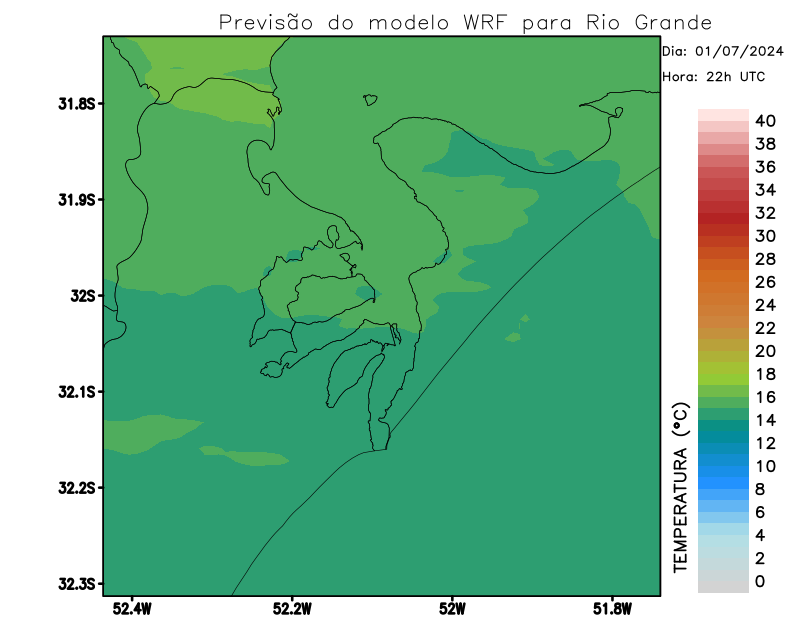 Previsão do modelo WRF para Rio Grande
Dia: 01/07/2024
Hora: 22h UTC
31.8S
31.9S
32S
32.1S
32.2S
32.3S
52.4W
52.2W
52W
51.8W
TEMPERATURA (°C)
40
38
36
34
32
30
28
26
24
22
20
18
16
14
12
10
8
6
4
2
0